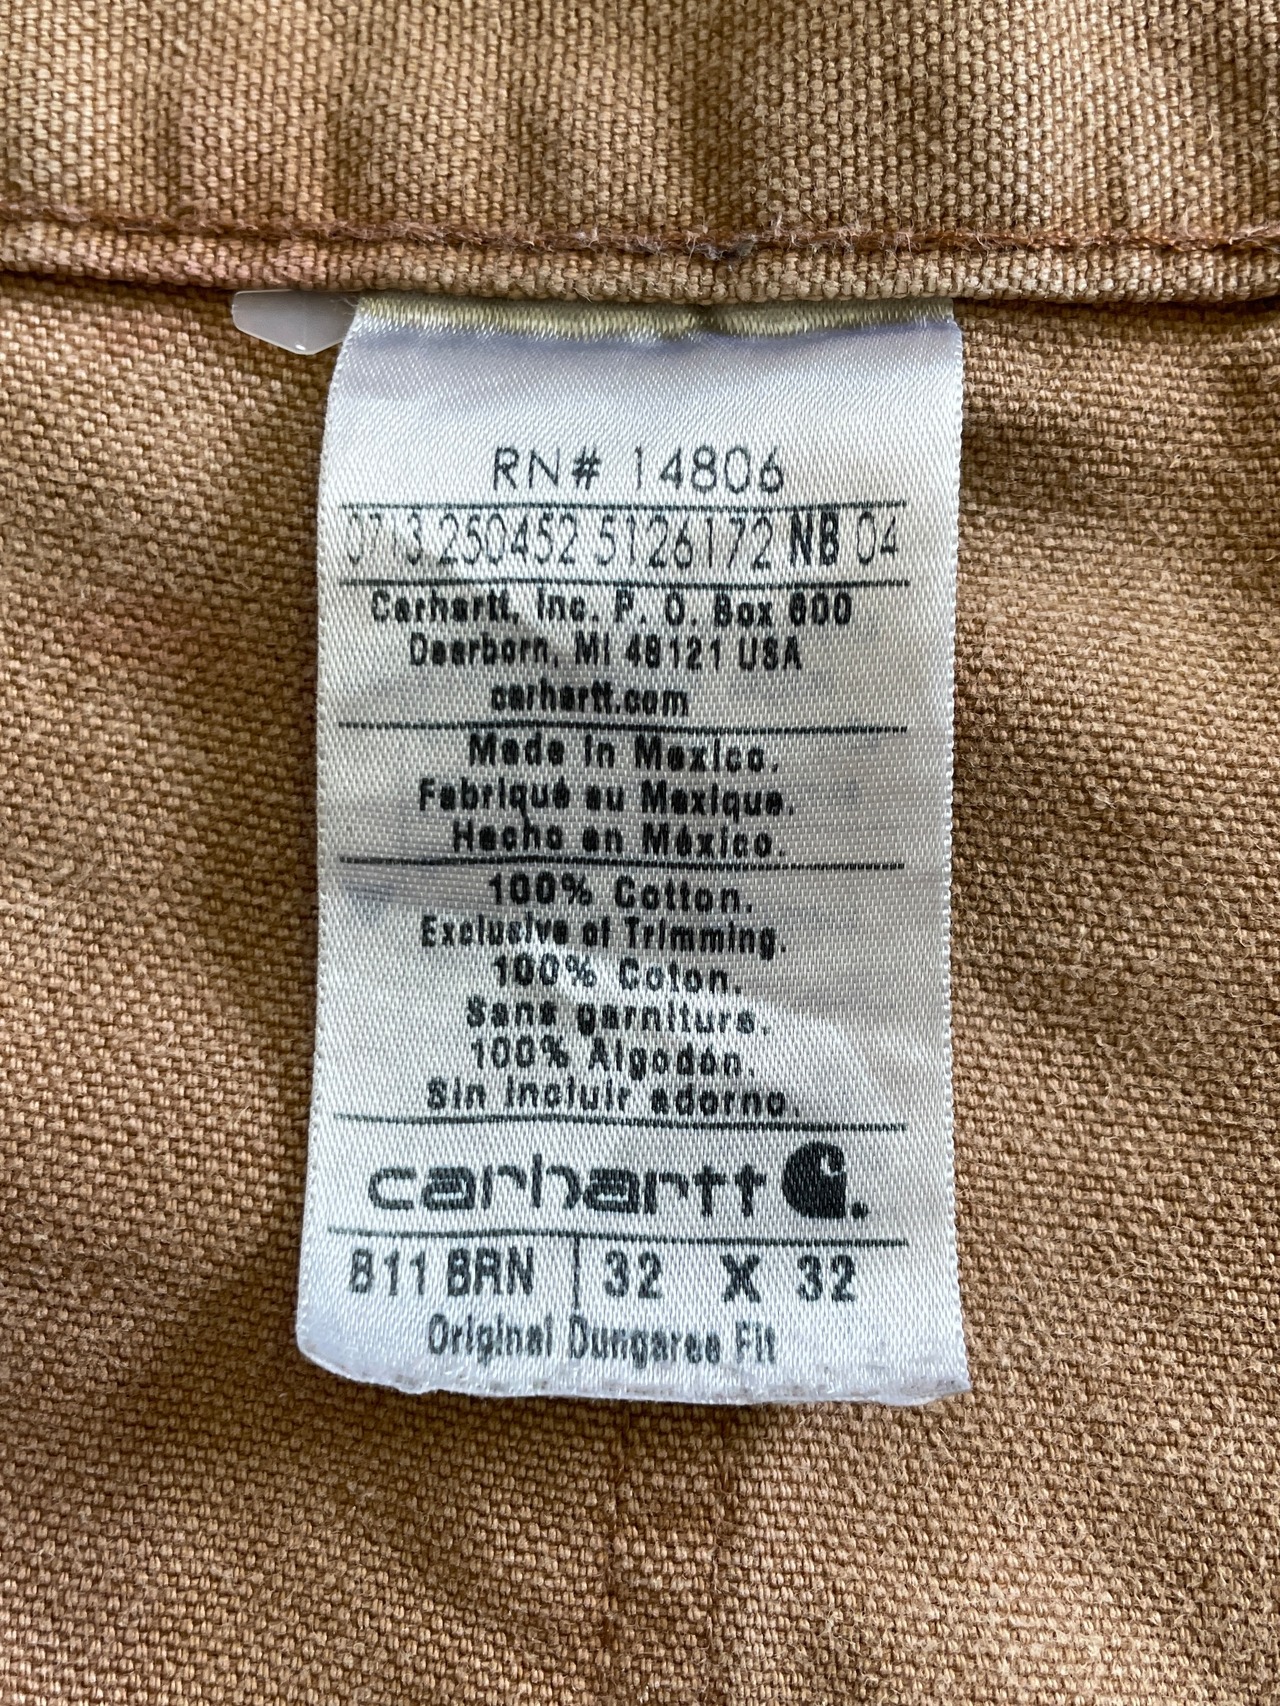 RN# 14806
0713 250452 5126172 NB 04
Carhartt, Inc. P. O. Box 600
Dearborn, MI 48121 USA
carhartt.com
Made in Mexico.
Fabriqué au Mexique.
Hecho en México.
100% Cotton.
Exclusive of Trimming.
100% Coton.
Sans garniture.
100% Algodón.
Sin incluir adorno.
carhartt
811 BRN 32 X 32
Original Dungaree Fit